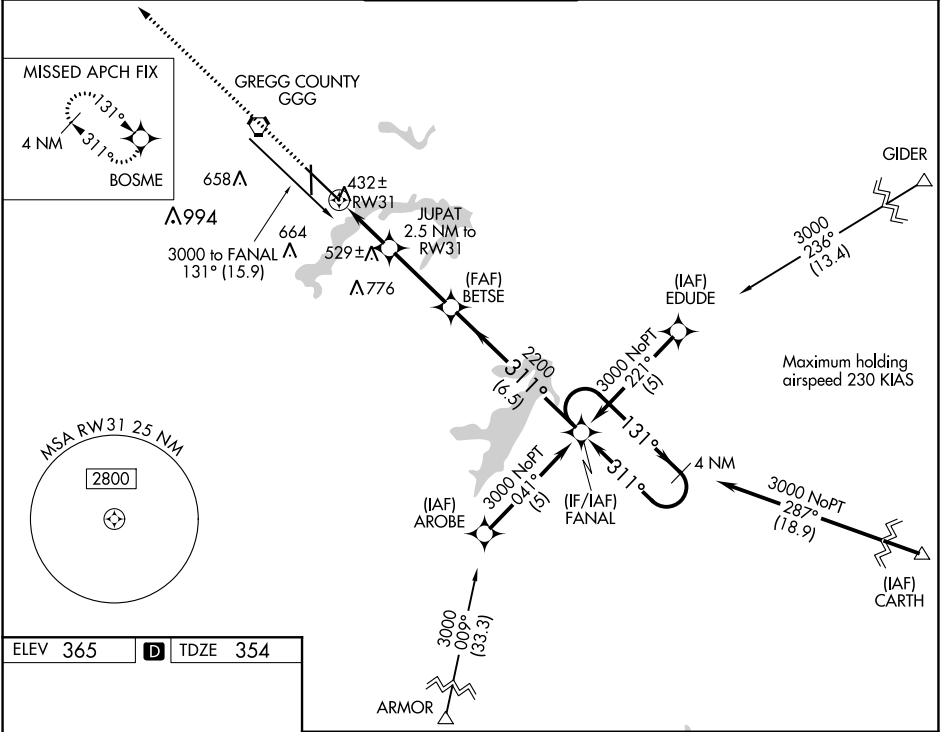 MISSED APCH FIX
131°
4 NM
311°
BOSME
GREGG COUNTY
GGG
658
994
664
3000 to FANAL
131° (15.9)
432±
RW31
JUPAT
2.5 NM to
RW31
529±
776
(FAF)
BETSE
GIDER
3000
236°
(13.4)
(IAF)
EDUDE
3000 NoPT
221°
(5)
Maximum holding
airspeed 230 KIAS
2200
311°
(6.5)
131°
311°
4 NM
(IF/IAF)
FANAL
3000 NoPT
041°
(5)
(IAF)
AROBE
3000 NoPT
287°
(18.9)
(IAF)
CARTH
3000
009°
(33.3)
ARMOR
MSA RW31 25 NM
2800
ELEV 365 D TDZE 354